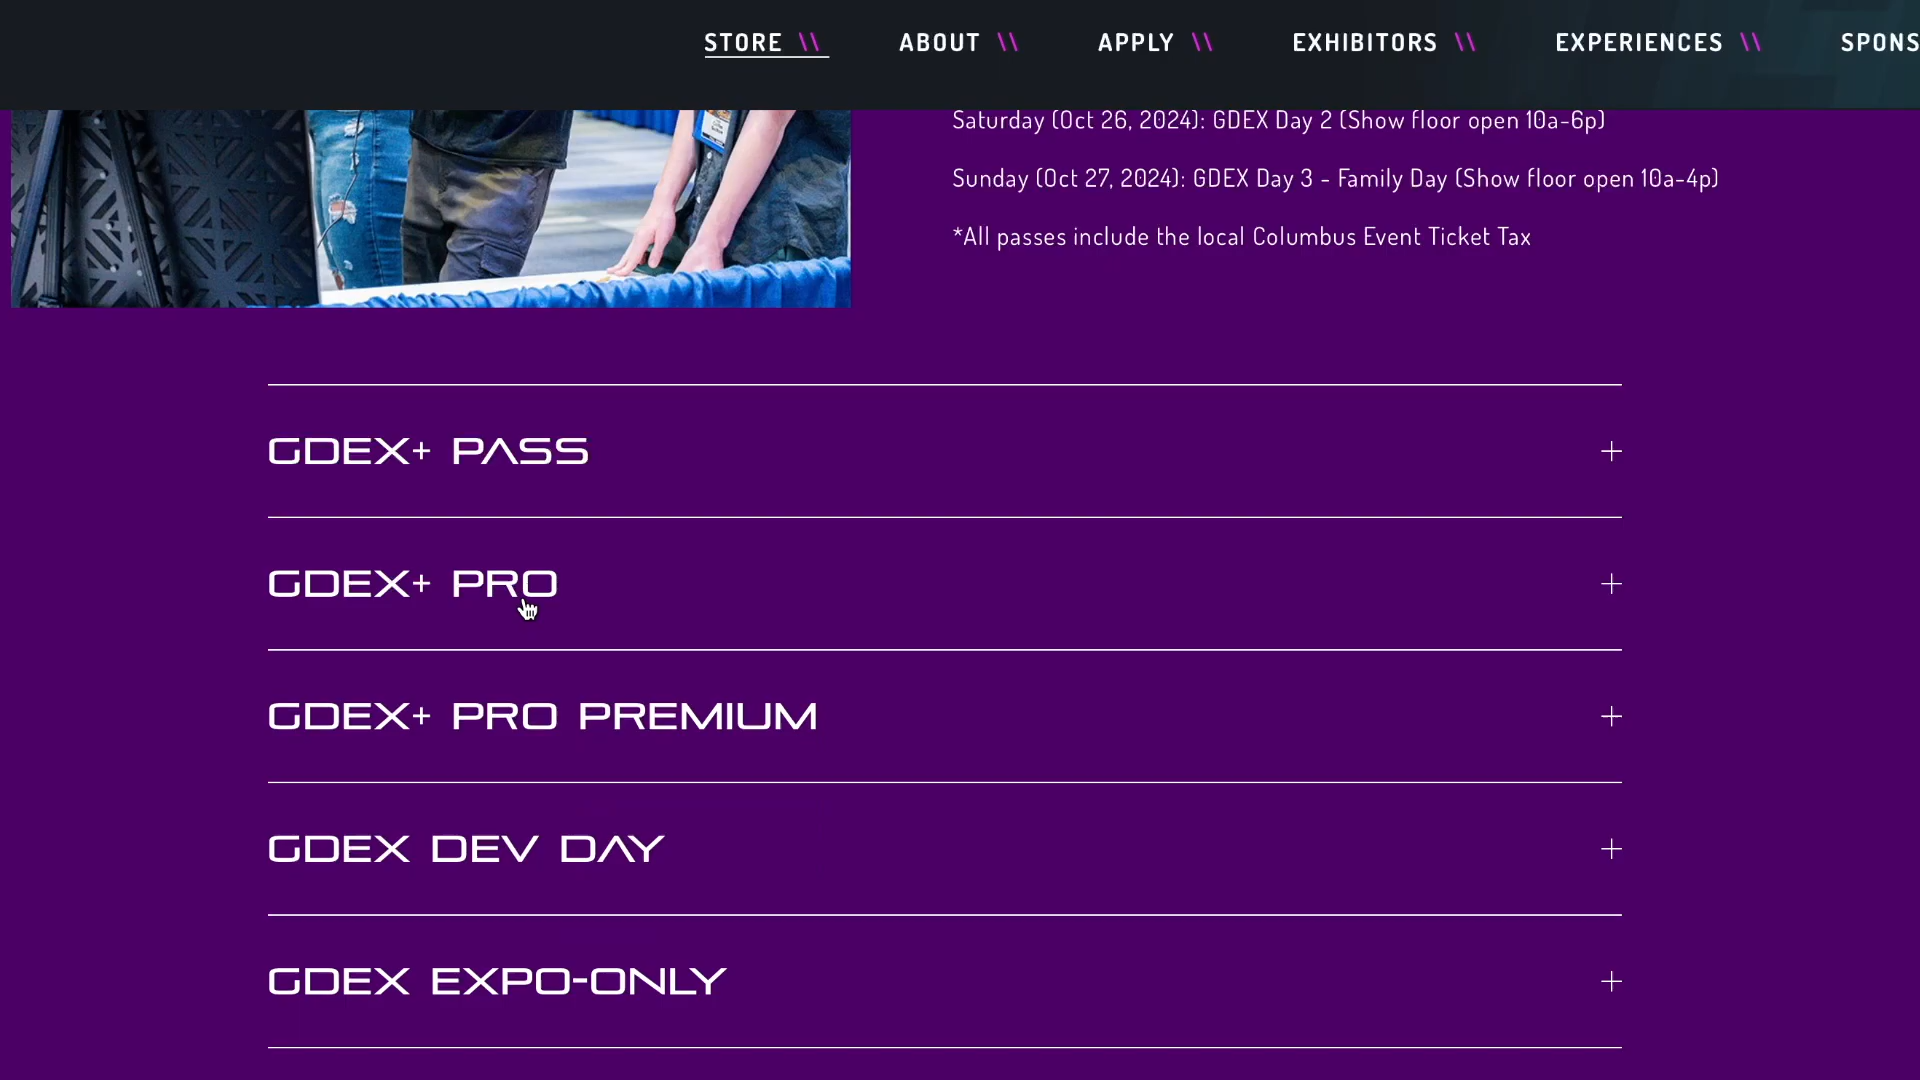 STORE \\ ABOUT \\ APPLY \\ EXHIBITORS \\ EXPERIENCES \\ SPONS
Saturday (Oct 26, 2024): GDEX Day 2 (Show floor open 10a-6p)
Sunday (Oct 27, 2024): GDEX Day 3 - Family Day (Show floor open 10a-4p)
*All passes include the local Columbus Event Ticket Tax
GDEX+ PASS
GDEX+ PRO
GDEX+ PRO PREMIUM
GDEX DEV DAY
GDEX EXPO-ONLY